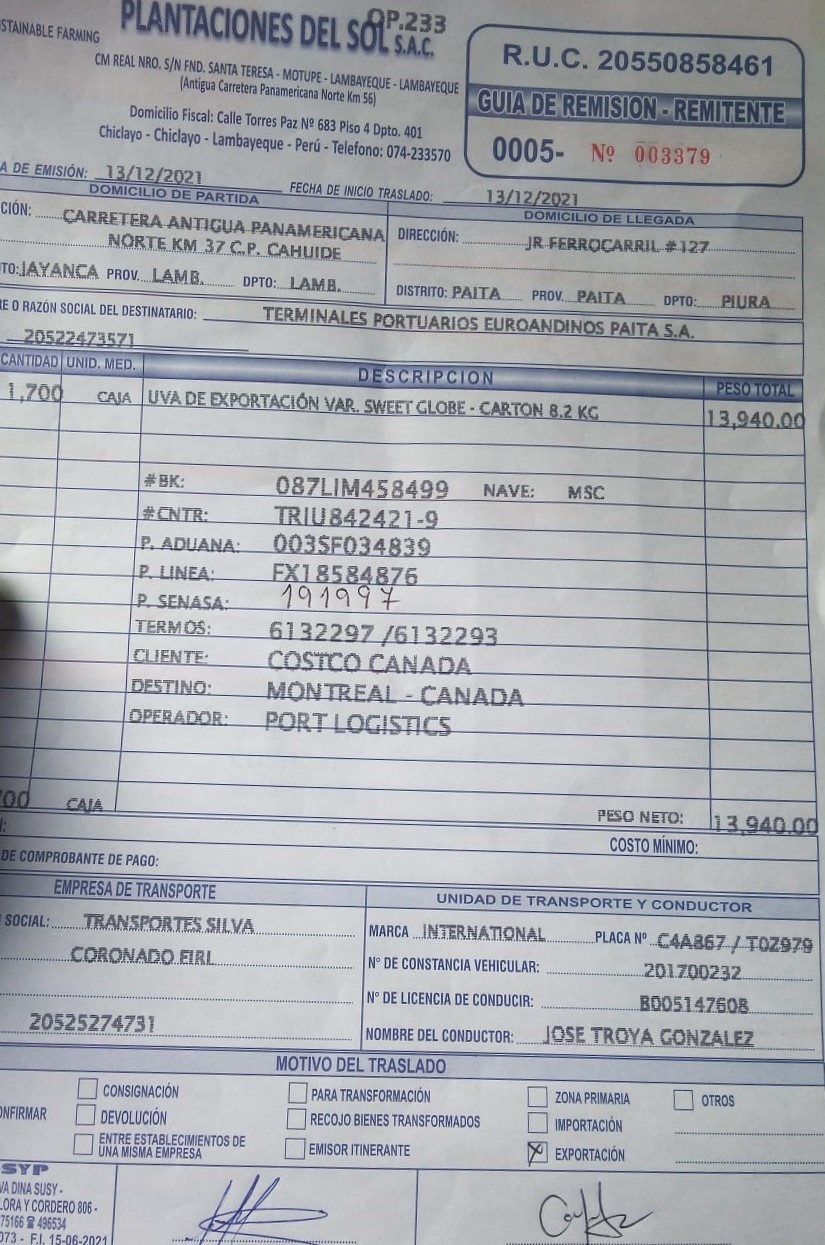 STAINABLE FARMING
PLANTACIONES DEL SOL S.A.C.
OP.233
CM REAL NRO. S/N FND. SANTA TERESA - MOTUPE - LAMBAYEQUE - LAMBAYEQUE
(Antigua Carretera Panamericana Norte Km 56)
Domicilio Fiscal: Calle Torres Paz Nº 683 Piso 4 Dpto. 401
Chiclayo - Chiclayo - Lambayeque - Perú - Telefono: 074-233570
R.U.C. 20550858461
GUIA DE REMISION - REMITENTE
0005- Nº 003379
A DE EMISIÓN: 13/12/2021 FECHA DE INICIO TRASLADO: 13/12/2021
DOMICILIO DE PARTIDA
CIÓN: CARRETERA ANTIGUA PANAMERICANA
NORTE KM 37 C.P. CAHUIDE
TO: JAYANCA PROV. LAMB. DPTO: LAMB.
DOMICILIO DE LLEGADA
DIRECCIÓN: JR FERROCARRIL #127
DISTRITO: PAITA PROV. PAITA DPTO: PIURA
RE O RAZÓN SOCIAL DEL DESTINATARIO: TERMINALES PORTUARIOS EUROANDINOS PAITA S.A.
20522473571
CANTIDAD UNID. MED. DESCRIPCION PESO TOTAL
1,700 CAJA UVA DE EXPORTACIÓN VAR. SWEET GLOBE - CARTON 8.2 KG 13,940.00
#BK: 087LIM458499 NAVE: MSC
#CNTR: TRIU842421-9
P. ADUANA: 003SF034839
P. LINEA: FX18584876
P. SENASA: 191997
TERMOS: 6132297 /6132293
CLIENTE: COSTCO CANADA
DESTINO: MONTREAL - CANADA
OPERADOR: PORT LOGISTICS
700 CAJA PESO NETO: 13,940.00
COSTO MÍNIMO:
DE COMPROBANTE DE PAGO:
EMPRESA DE TRANSPORTE
SOCIAL: TRANSPORTES SILVA
CORONADO EIRL
20525274731
UNIDAD DE TRANSPORTE Y CONDUCTOR
MARCA INTERNATIONAL PLACA Nº C4A867 / T0Z979
Nº DE CONSTANCIA VEHICULAR: 201700232
Nº DE LICENCIA DE CONDUCIR: B005147608
NOMBRE DEL CONDUCTOR: JOSE TROYA GONZALEZ
MOTIVO DEL TRASLADO
CONSIGNACIÓN PARA TRANSFORMACIÓN ZONA PRIMARIA OTROS
ONFIRMAR DEVOLUCIÓN RECOJO BIENES TRANSFORMADOS IMPORTACIÓN
ENTRE ESTABLECIMIENTOS DE
UNA MISMA EMPRESA
EMISOR ITINERANTE
X EXPORTACIÓN
SYP
VA DINA SUSY -
LORA Y CORDERO 806 -
75166 ☎ 496534
073 - F.I. 15-06-2021